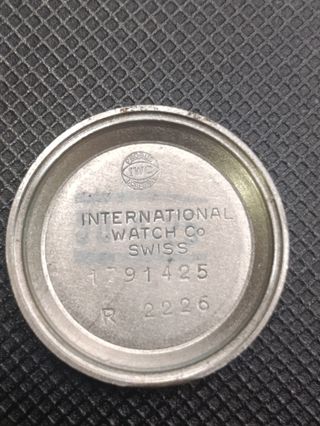 IWC
INTERNATIONAL
WATCH Co
SWISS
1791425
R 2226